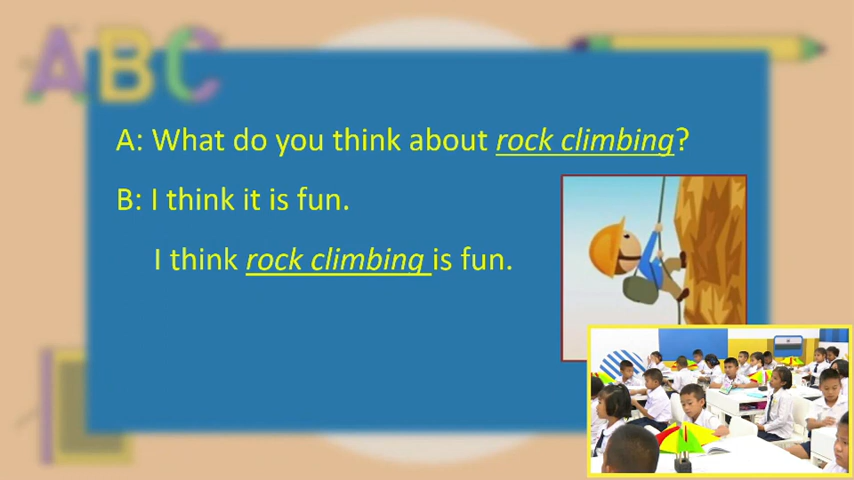 ABC
A: What do you think about rock climbing?
B: I think it is fun.
I think rock climbing is fun.